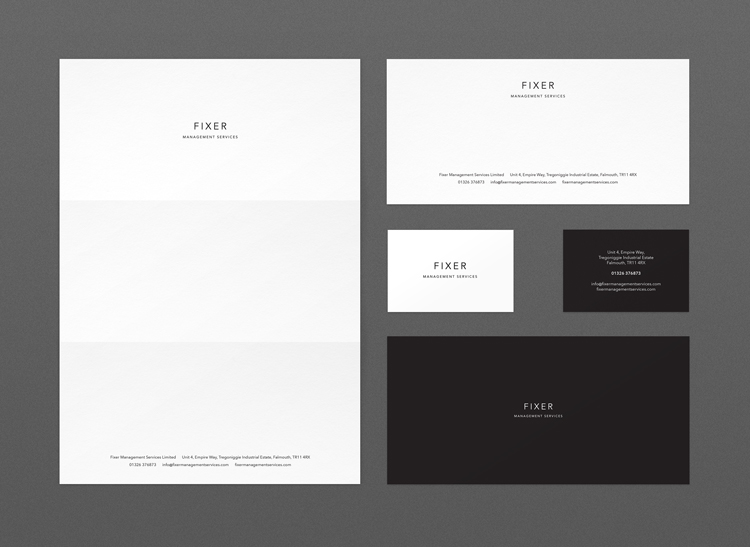 FIXER
MANAGEMENT SERVICES
Fixer Management Services Limited Unit 4, Empire Way, Tregoniggie Industrial Estate, Falmouth, TR11 4RX
01326 376873 info@fixermanagementservices.com fixermanagementservices.com
FIXER
MANAGEMENT SERVICES
Fixer Management Services Limited Unit 4, Empire Way, Tregoniggie Industrial Estate, Falmouth, TR11 4RX
01326 376873 info@fixermanagementservices.com fixermanagementservices.com
FIXER
MANAGEMENT SERVICES
Unit 4, Empire Way,
Tregoniggie Industrial Estate
Falmouth, TR11 4RX
01326 376873
info@fixermanagementservices.com
fixermanagementservices.com
FIXER
MANAGEMENT SERVICES